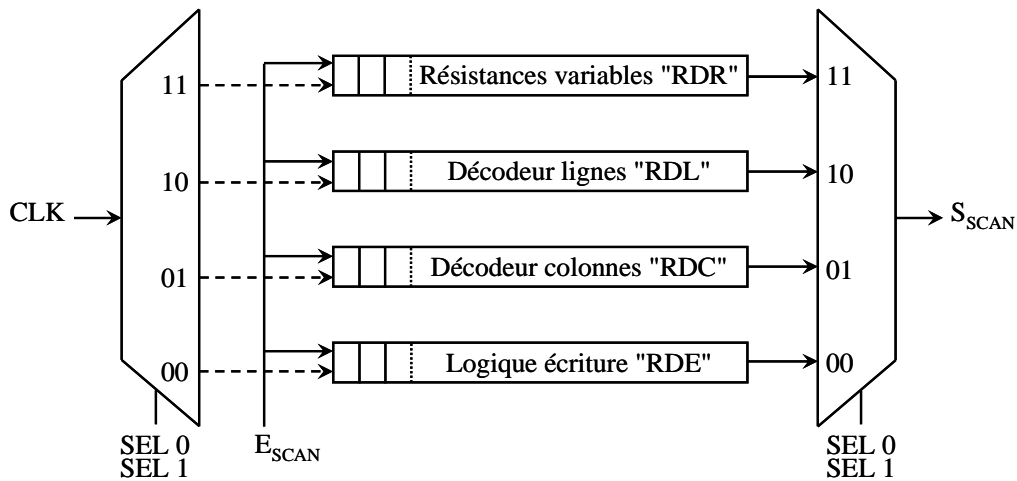 11
Résistances variables "RDR"
11
10
Décodeur lignes "RDL"
10
CLK
S_SCAN
01
Décodeur colonnes "RDC"
01
00
Logique écriture "RDE"
00
SEL 0
SEL 1
E_SCAN
SEL 0
SEL 1